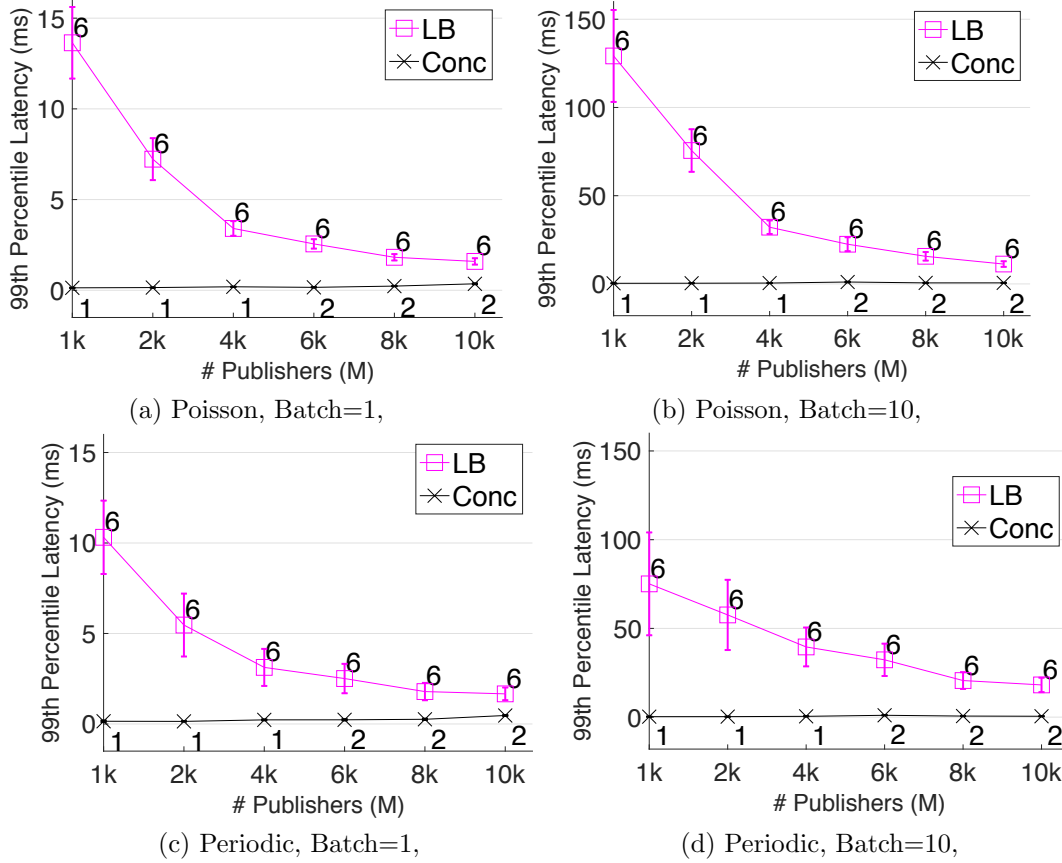 99th Percentile Latency (ms)
15
10
5
0
6
6
6
6
6
6
1
1
1
2
2
2
LB
Conc
1k
2k
4k
6k
8k
10k
# Publishers (M)
(a) Poisson, Batch=1,
99th Percentile Latency (ms)
150
100
50
0
6
6
6
6
6
6
1
1
1
2
2
2
LB
Conc
1k
2k
4k
6k
8k
10k
# Publishers (M)
(b) Poisson, Batch=10,
99th Percentile Latency (ms)
15
10
5
0
6
6
6
6
6
6
1
1
1
2
2
2
LB
Conc
1k
2k
4k
6k
8k
10k
# Publishers (M)
(c) Periodic, Batch=1,
99th Percentile Latency (ms)
150
100
50
0
6
6
6
6
6
6
1
1
1
2
2
2
LB
Conc
1k
2k
4k
6k
8k
10k
# Publishers (M)
(d) Periodic, Batch=10,